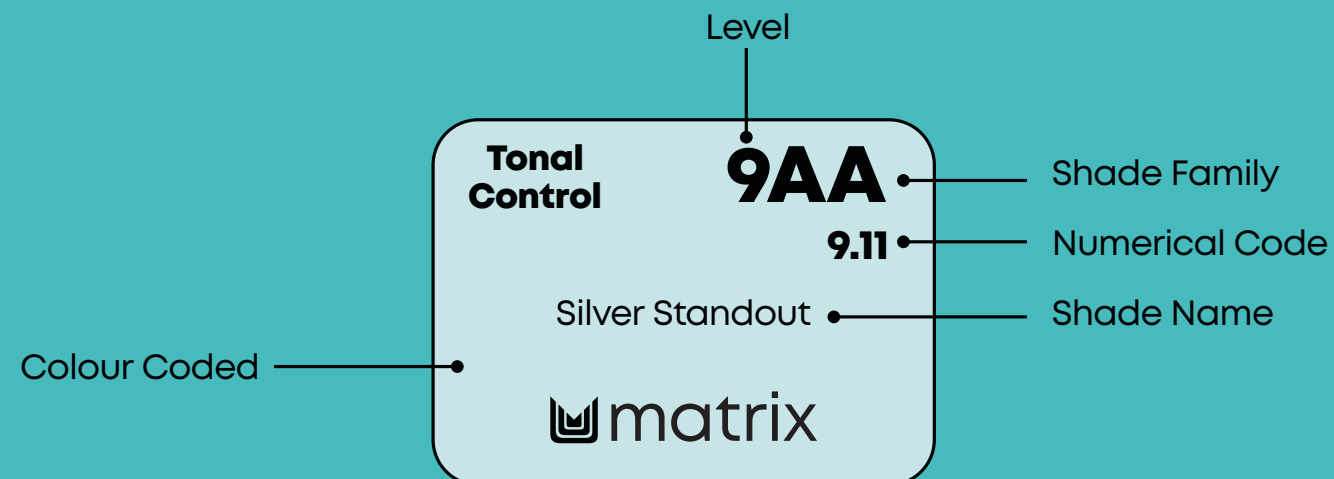 Level
Tonal
Control
9AA
Shade Family
9.11
Numerical Code
Silver Standout
Shade Name
Colour Coded
matrix